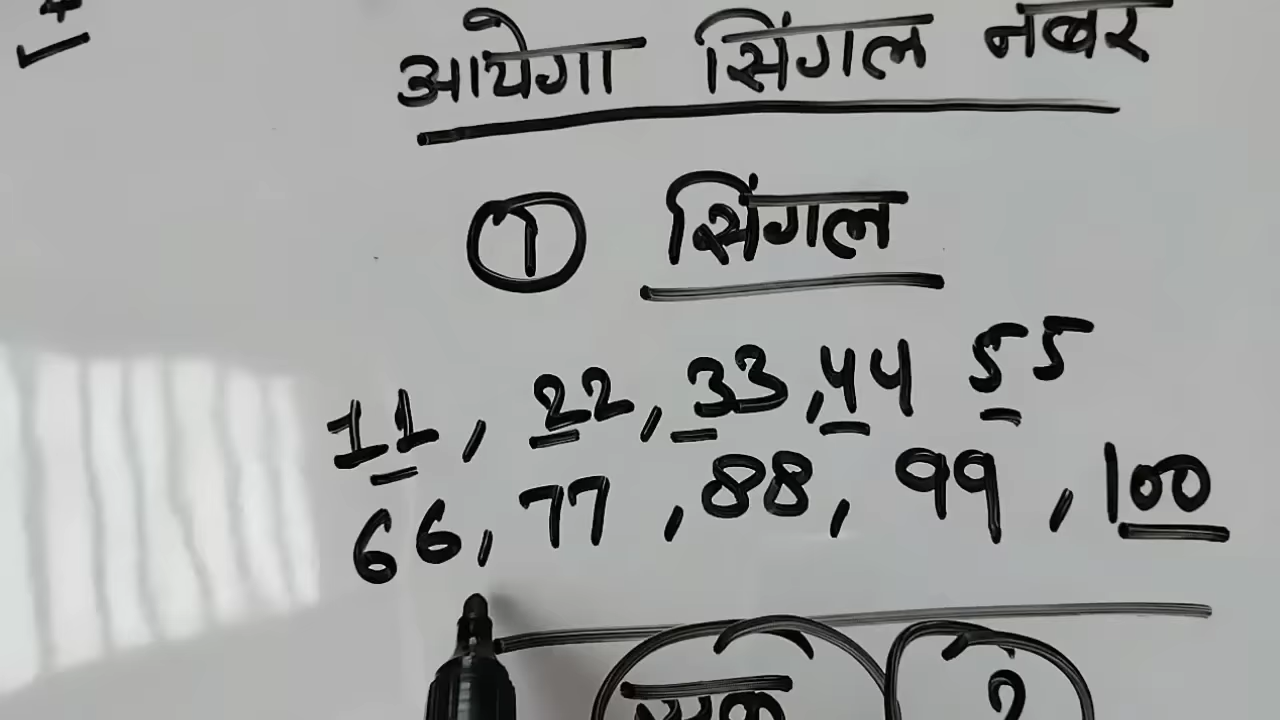 आयेगा सिंगल नंबर
1 सिंगल
11, 22, 33, 44 55
66, 77, 88, 99, 100
?